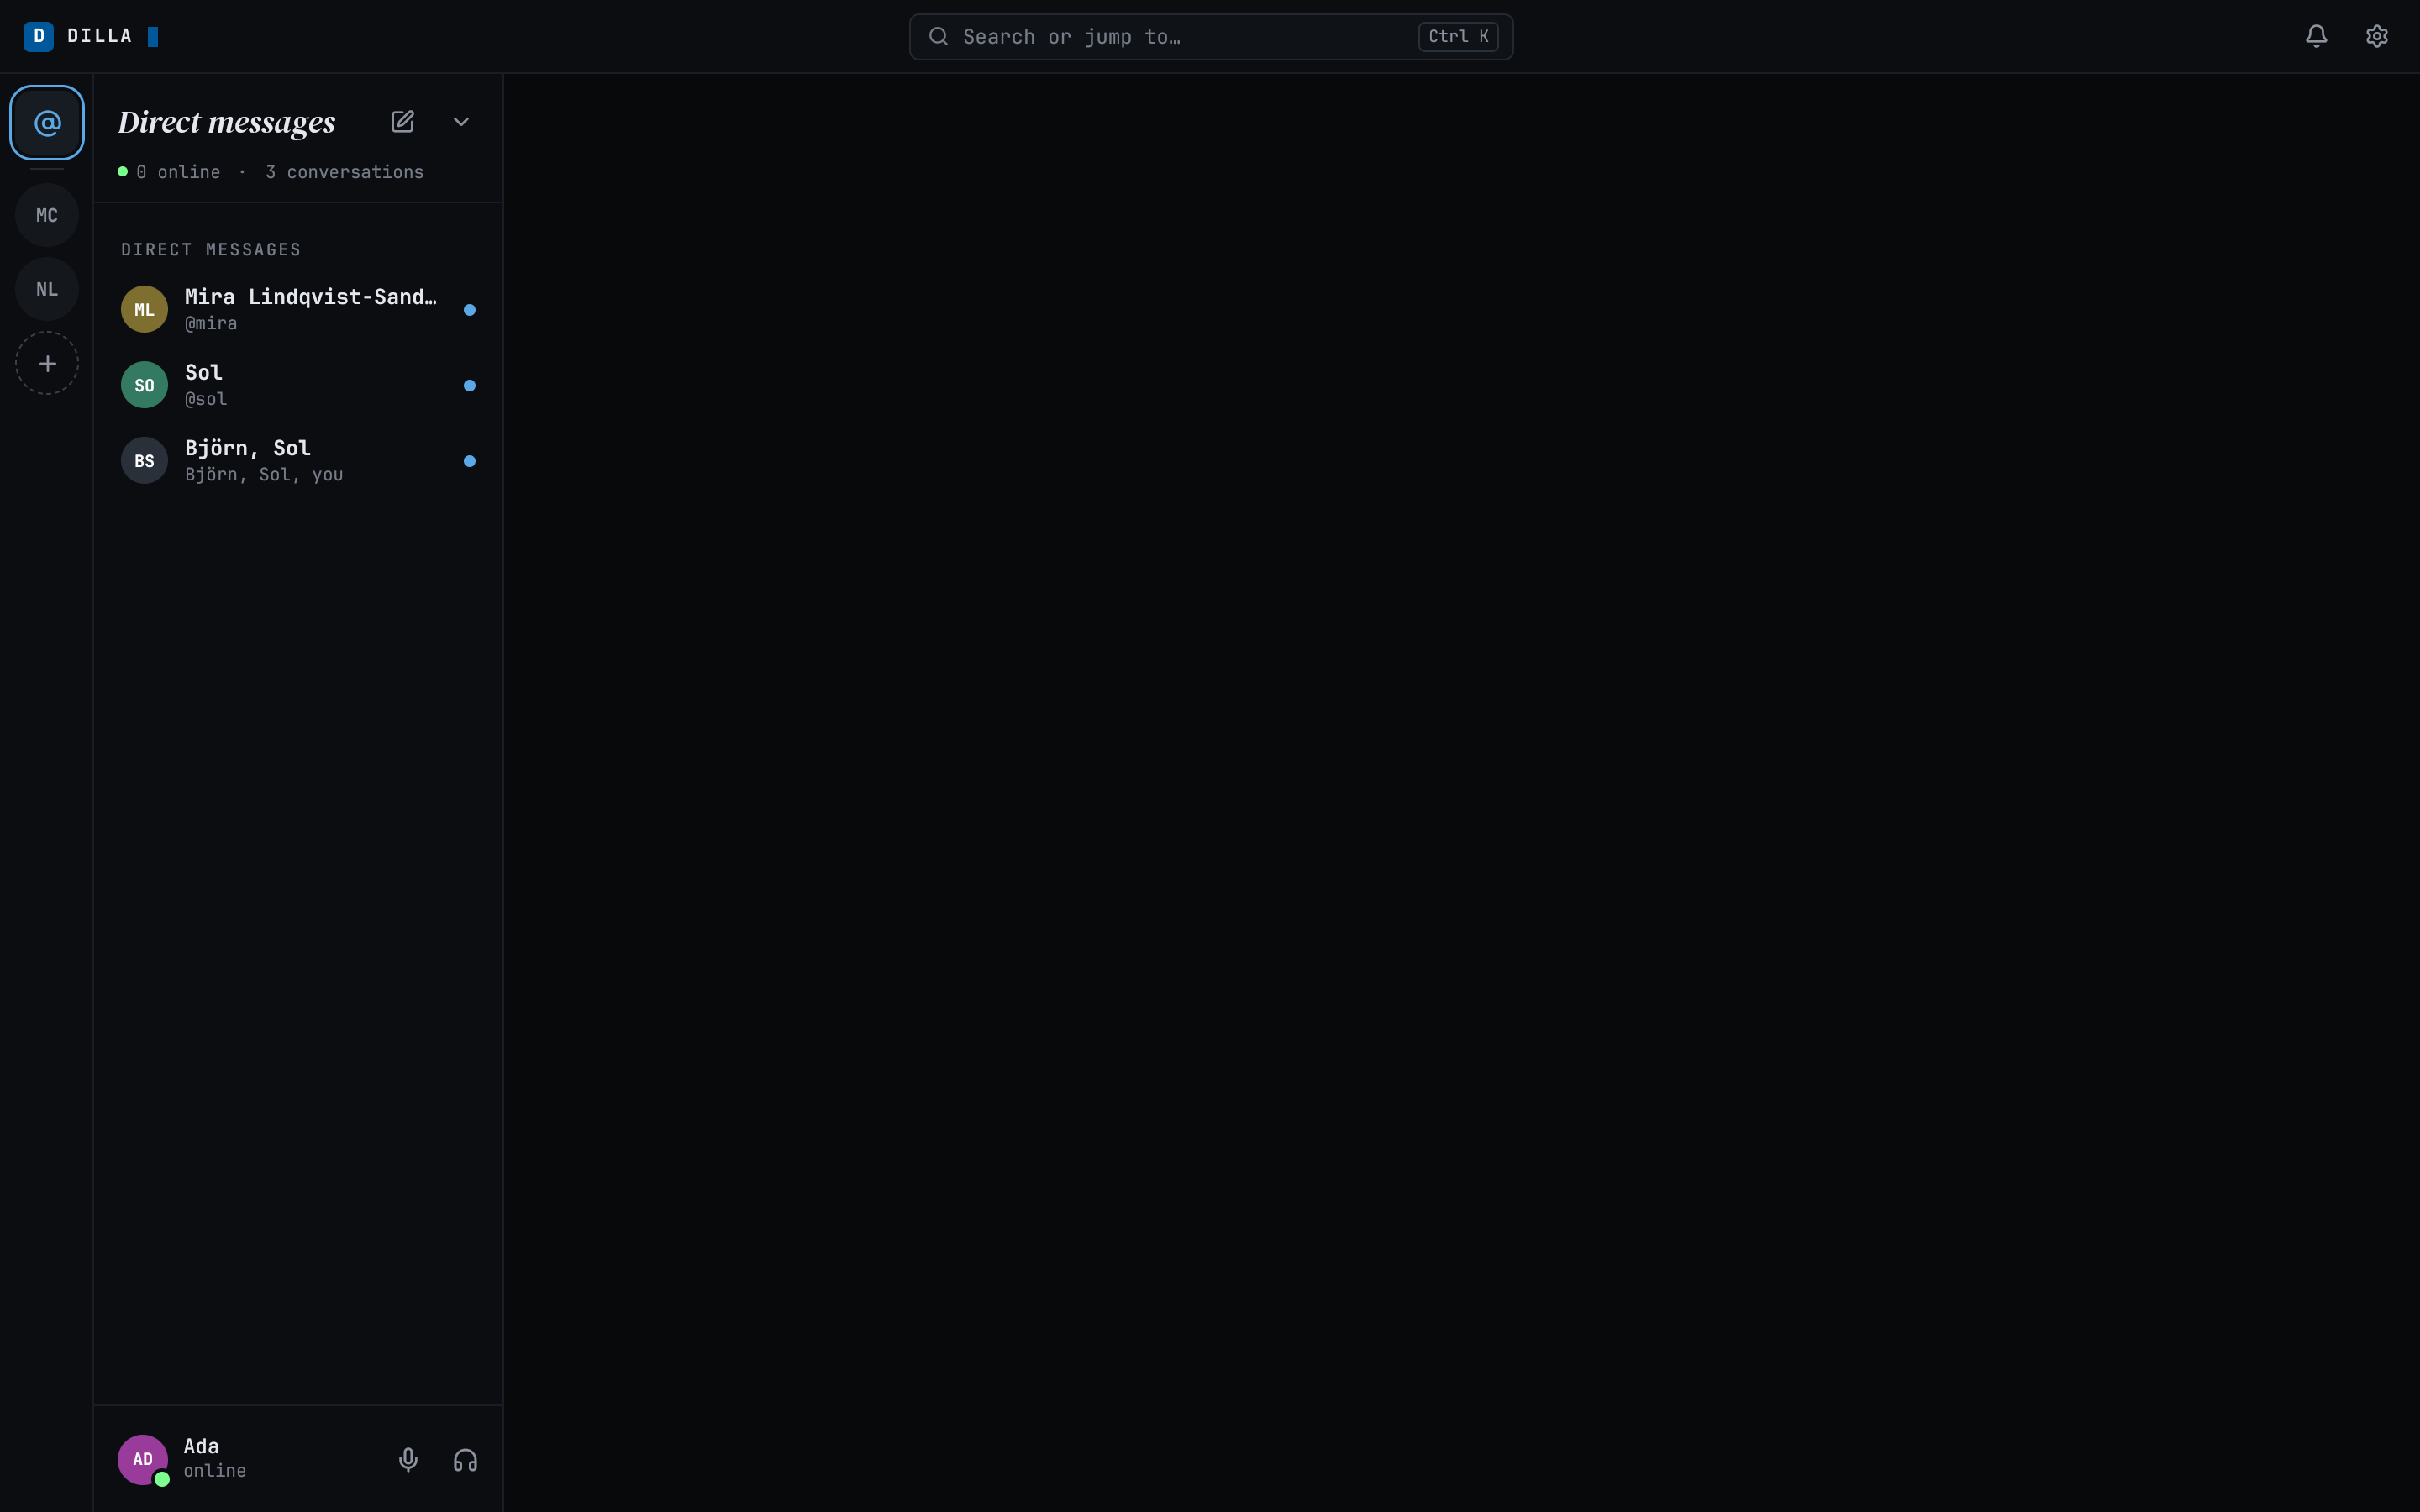 D DILLA
Search or jump to…
Ctrl K
Direct messages
0 online · 3 conversations
MC
NL
DIRECT MESSAGES
ML
Mira Lindqvist-Sand…
@mira
SO
Sol
@sol
BS
Björn, Sol
Björn, Sol, you
AD
Ada
online